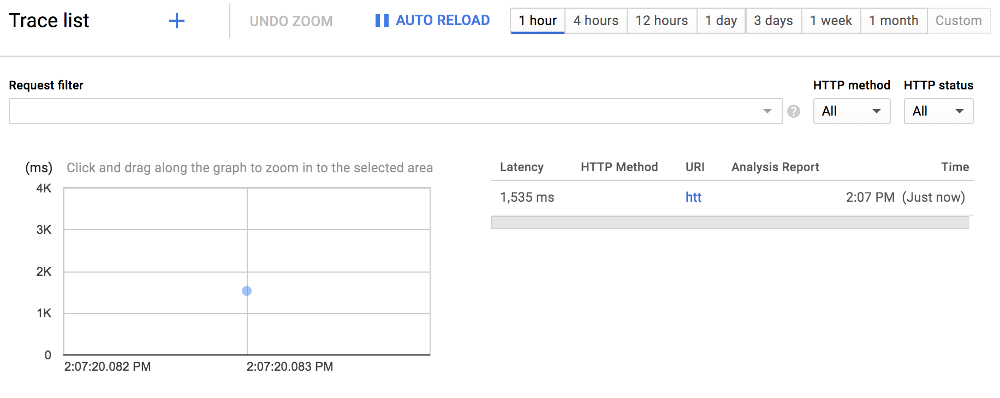 Trace list + UNDO ZOOM AUTO RELOAD 1 hour 4 hours 12 hours 1 day 3 days 1 week 1 month Custom
Request filter HTTP method HTTP status
? All All
(ms) Click and drag along the graph to zoom in to the selected area
4K
3K
2K
1K
0
2:07:20.082 PM 2:07:20.083 PM
Latency HTTP Method URI Analysis Report Time
1,535 ms htt 2:07 PM (Just now)